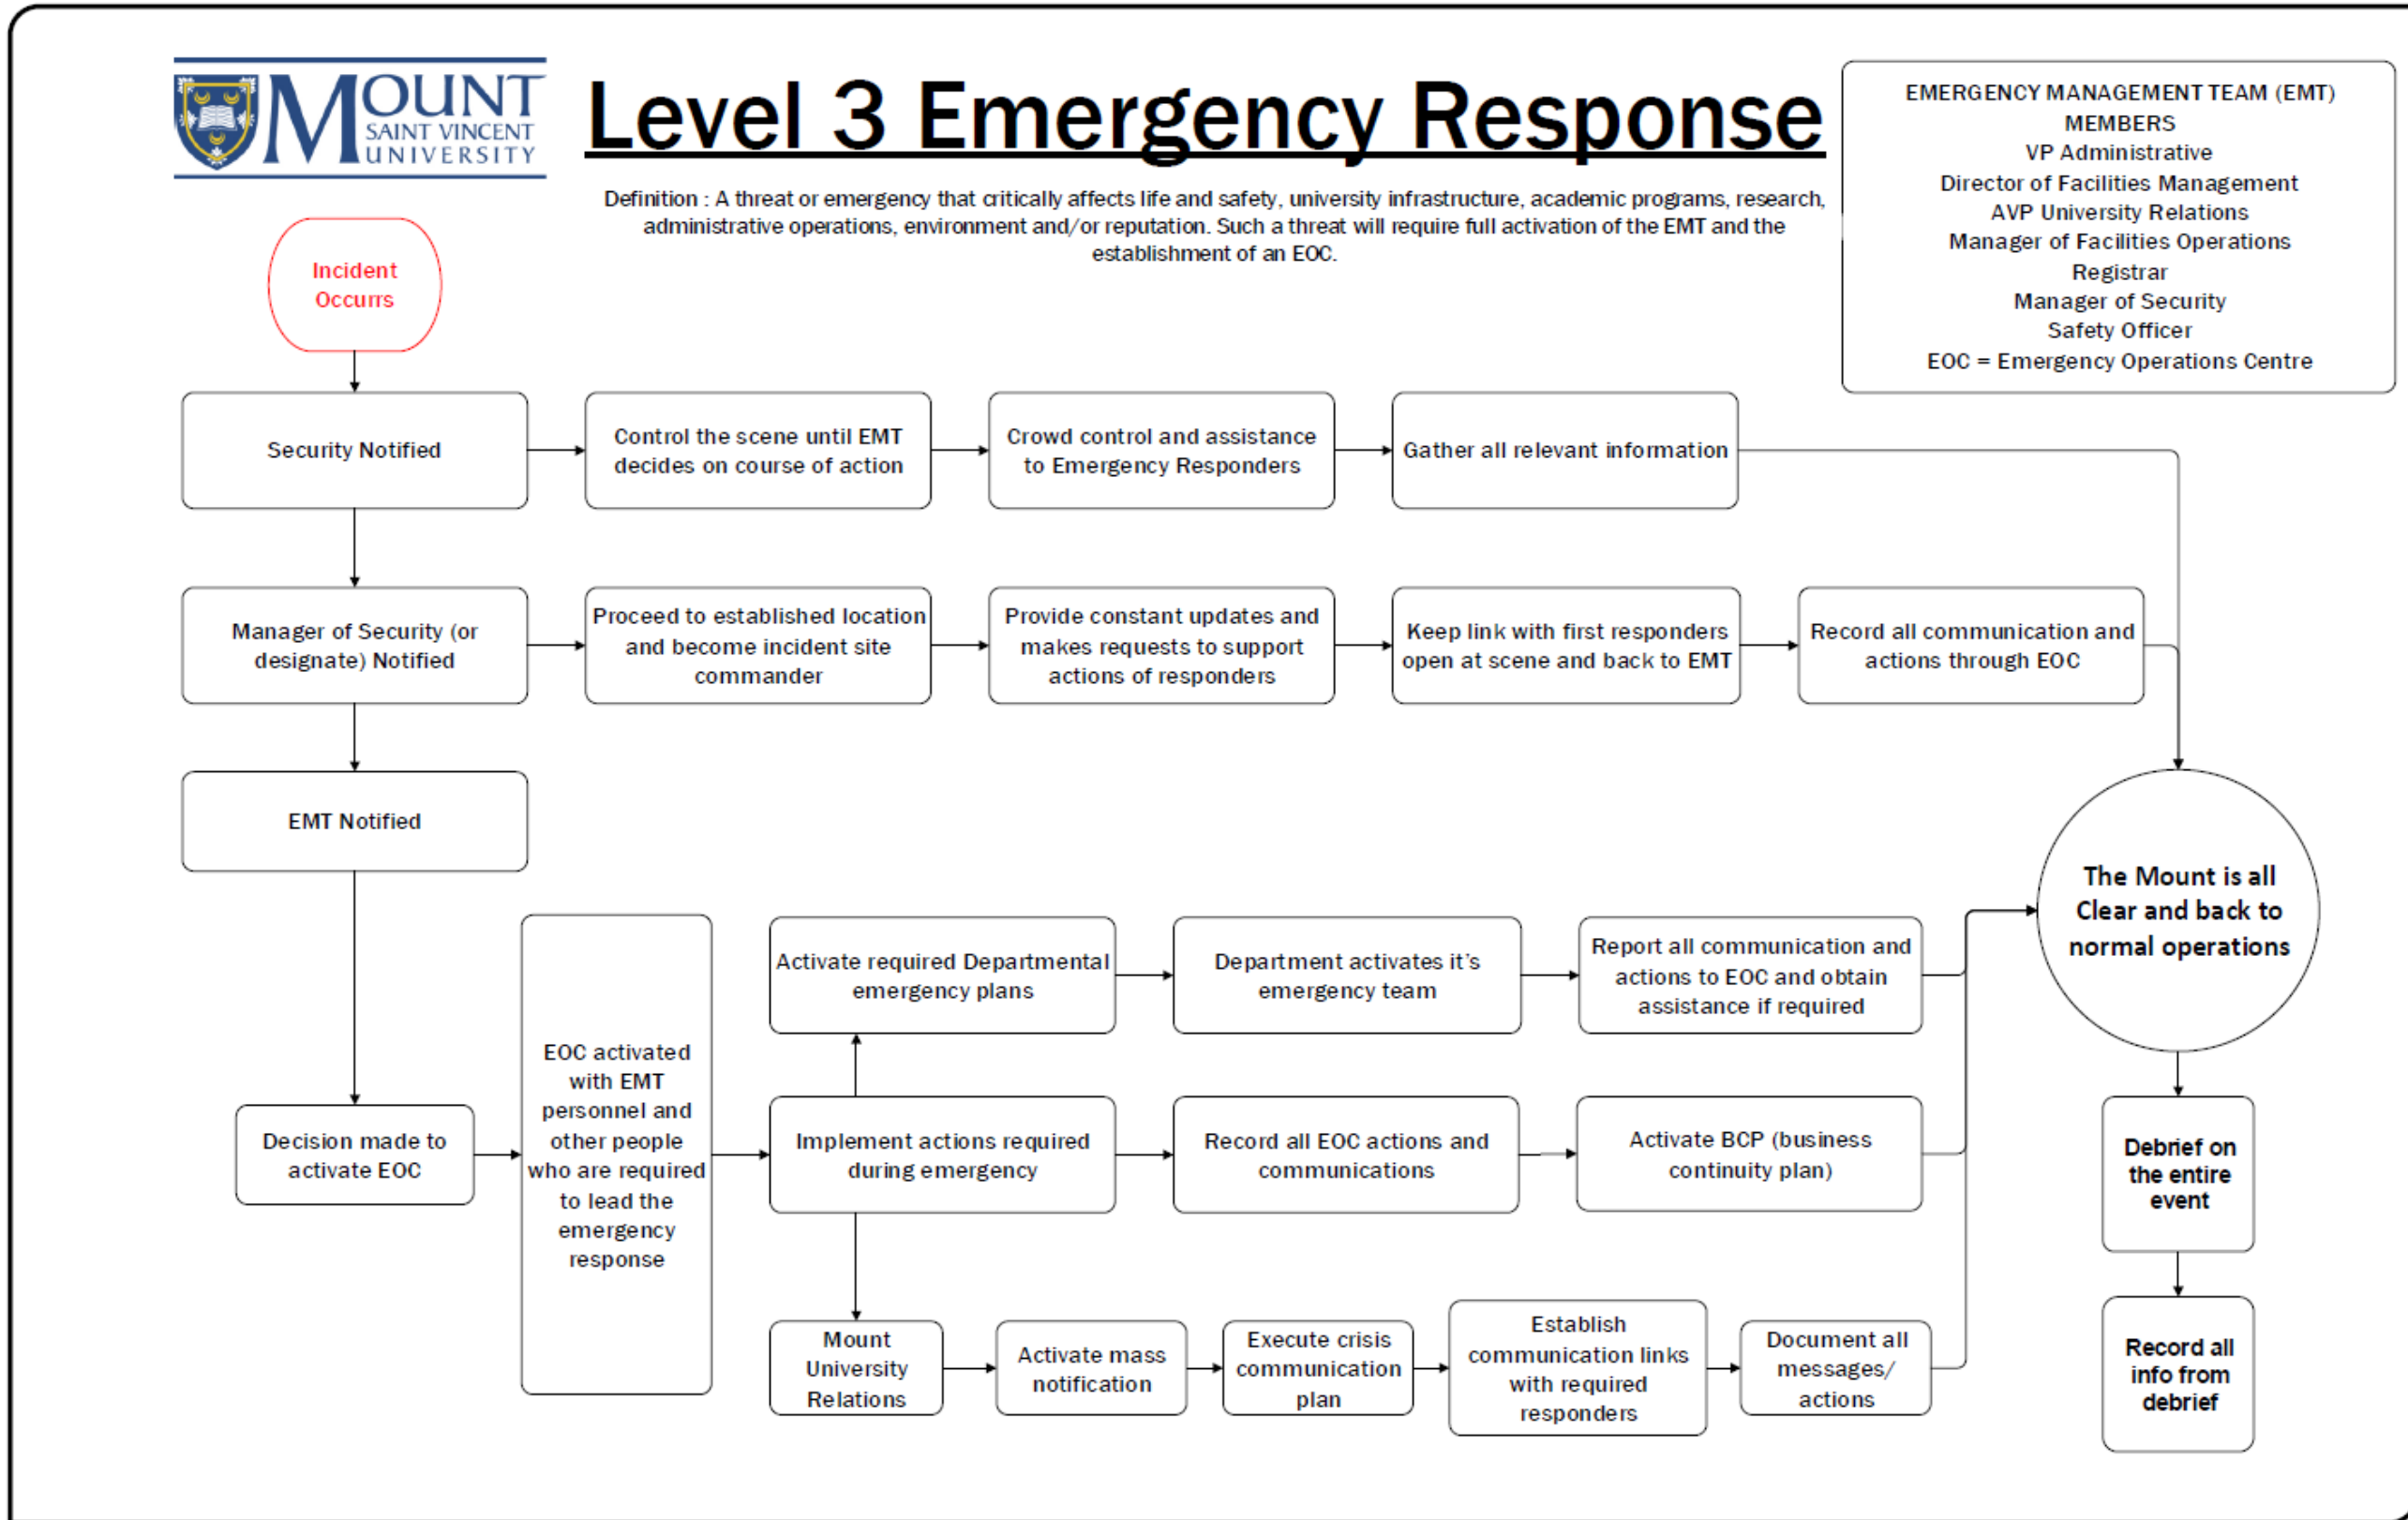 MOUNT
SAINT VINCENT
UNIVERSITY
Level 3 Emergency Response
Definition : A threat or emergency that critically affects life and safety, university infrastructure, academic programs, research,
administrative operations, environment and/or reputation. Such a threat will require full activation of the EMT and the
establishment of an EOC.
EMERGENCY MANAGEMENT TEAM (EMT)
MEMBERS
VP Administrative
Director of Facilities Management
AVP University Relations
Manager of Facilities Operations
Registrar
Manager of Security
Safety Officer
EOC = Emergency Operations Centre
Incident
Occurrs
Security Notified
Control the scene until EMT
decides on course of action
Crowd control and assistance
to Emergency Responders
Gather all relevant information
Manager of Security (or
designate) Notified
Proceed to established location
and become incident site
commander
Provide constant updates and
makes requests to support
actions of responders
Keep link with first responders
open at scene and back to EMT
Record all communication and
actions through EOC
EMT Notified
Decision made to
activate EOC
EOC activated
with EMT
personnel and
other people
who are required
to lead the
emergency
response
Activate required Departmental
emergency plans
Department activates it's
emergency team
Report all communication and
actions to EOC and obtain
assistance if required
Implement actions required
during emergency
Record all EOC actions and
communications
Activate BCP (business
continuity plan)
Mount
University
Relations
Activate mass
notification
Execute crisis
communication
plan
Establish
communication links
with required
responders
Document all
messages/
actions
The Mount is all
Clear and back to
normal operations
Debrief on
the entire
event
Record all
info from
debrief